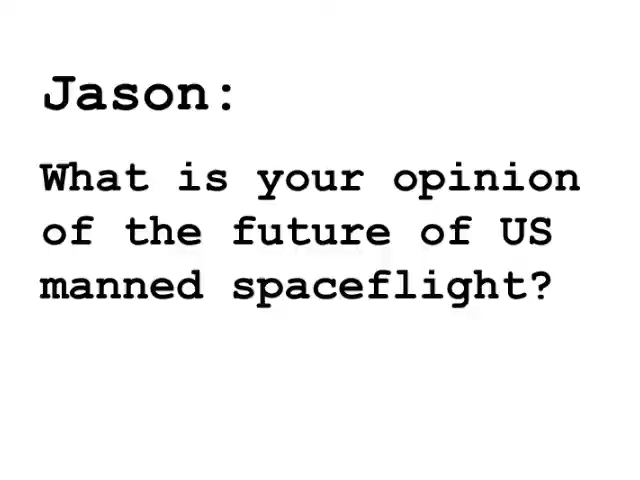 Jason:
What is your opinion
of the future of US
manned spaceflight?